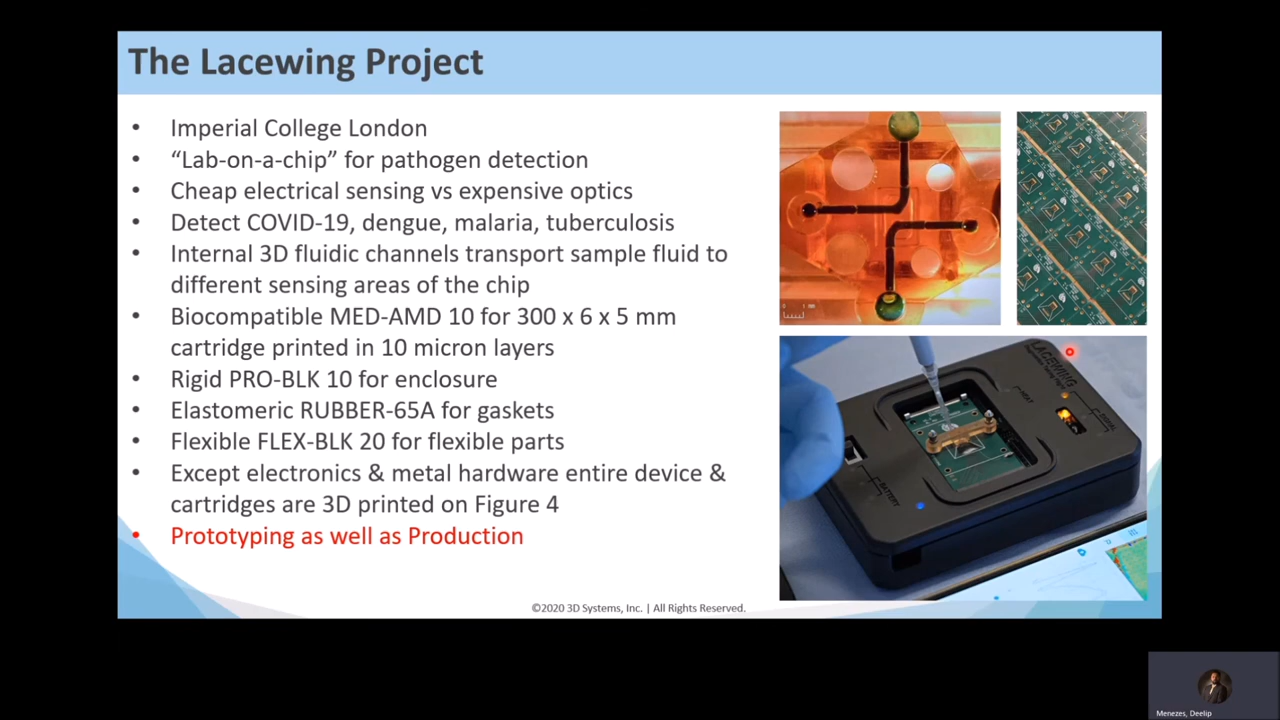 The Lacewing Project
• Imperial College London
• “Lab-on-a-chip” for pathogen detection
• Cheap electrical sensing vs expensive optics
• Detect COVID-19, dengue, malaria, tuberculosis
• Internal 3D fluidic channels transport sample fluid to
different sensing areas of the chip
• Biocompatible MED-AMD 10 for 300 x 6 x 5 mm
cartridge printed in 10 micron layers
• Rigid PRO-BLK 10 for enclosure
• Elastomeric RUBBER-65A for gaskets
• Flexible FLEX-BLK 20 for flexible parts
• Except electronics & metal hardware entire device &
cartridges are 3D printed on Figure 4
• Prototyping as well as Production
LACEWING
HEAT
BATTERY
©2020 3D Systems, Inc. | All Rights Reserved.
Menezes, Deelip